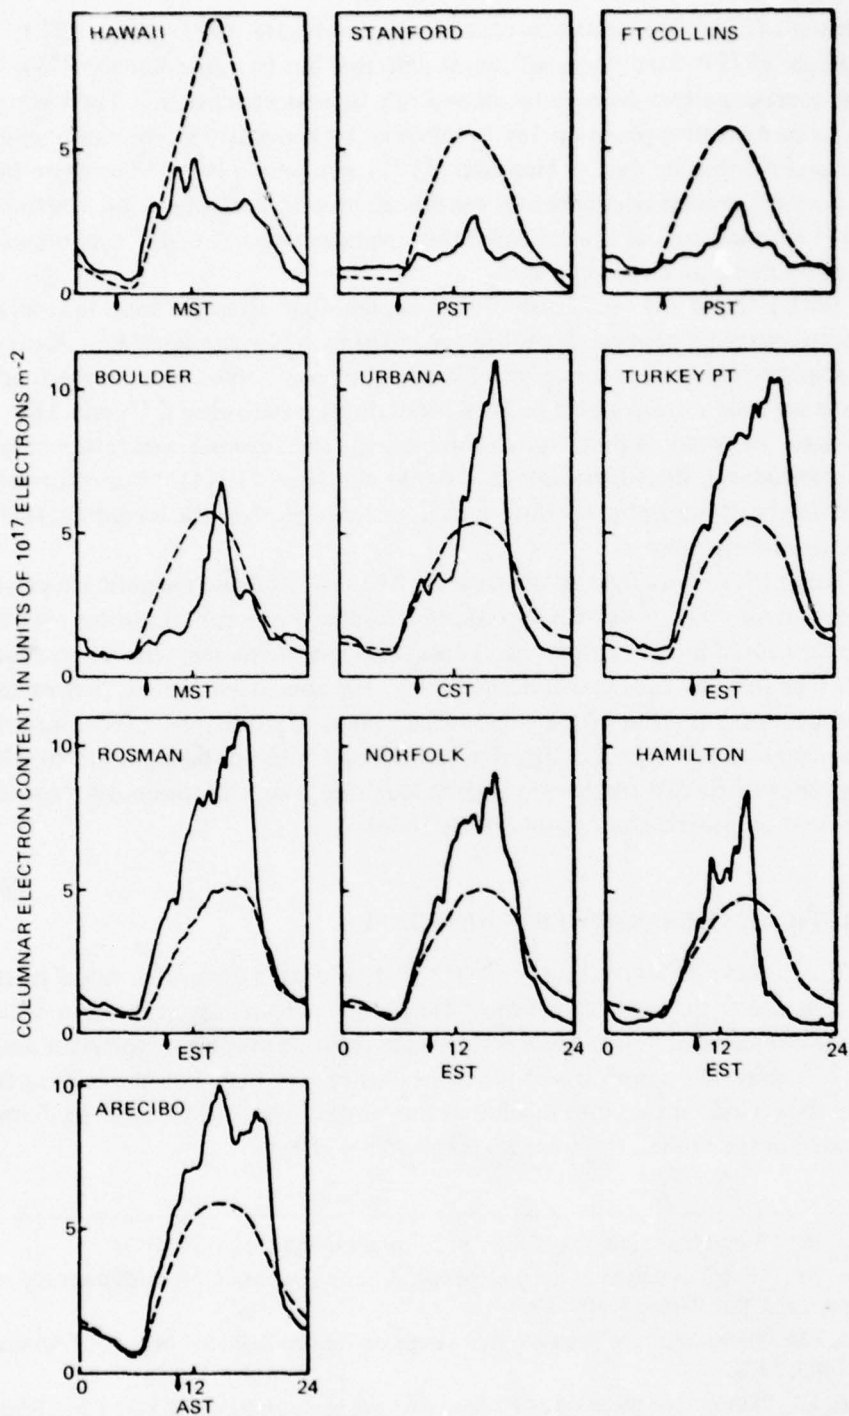 COLUMNAR ELECTRON CONTENT, IN UNITS OF 10^17 ELECTRONS m^-2
HAWAII
5
0
MST
STANFORD
PST
FT COLLINS
PST
BOULDER
10
5
0
MST
URBANA
CST
TURKEY PT
EST
ROSMAN
10
5
0
EST
NORFOLK
0 12 24
EST
HAMILTON
0 12 24
EST
ARECIBO
10
5
0
0 12 24
AST